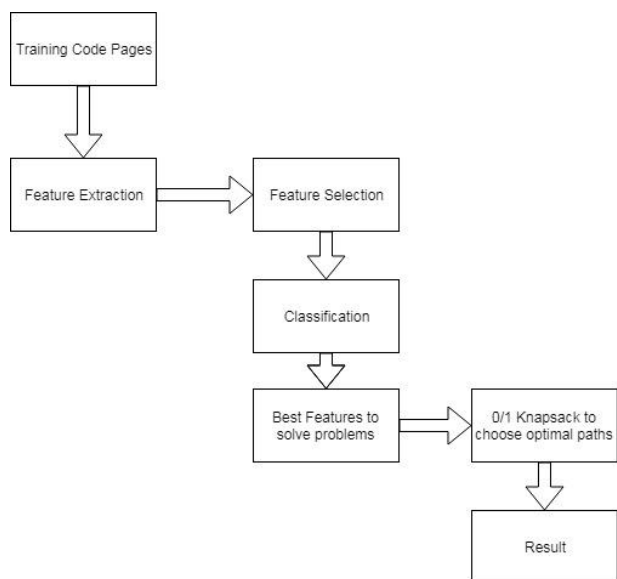 Training Code Pages
Feature Extraction
Feature Selection
Classification
Best Features to
solve problems
0/1 Knapsack to
choose optimal paths
Result